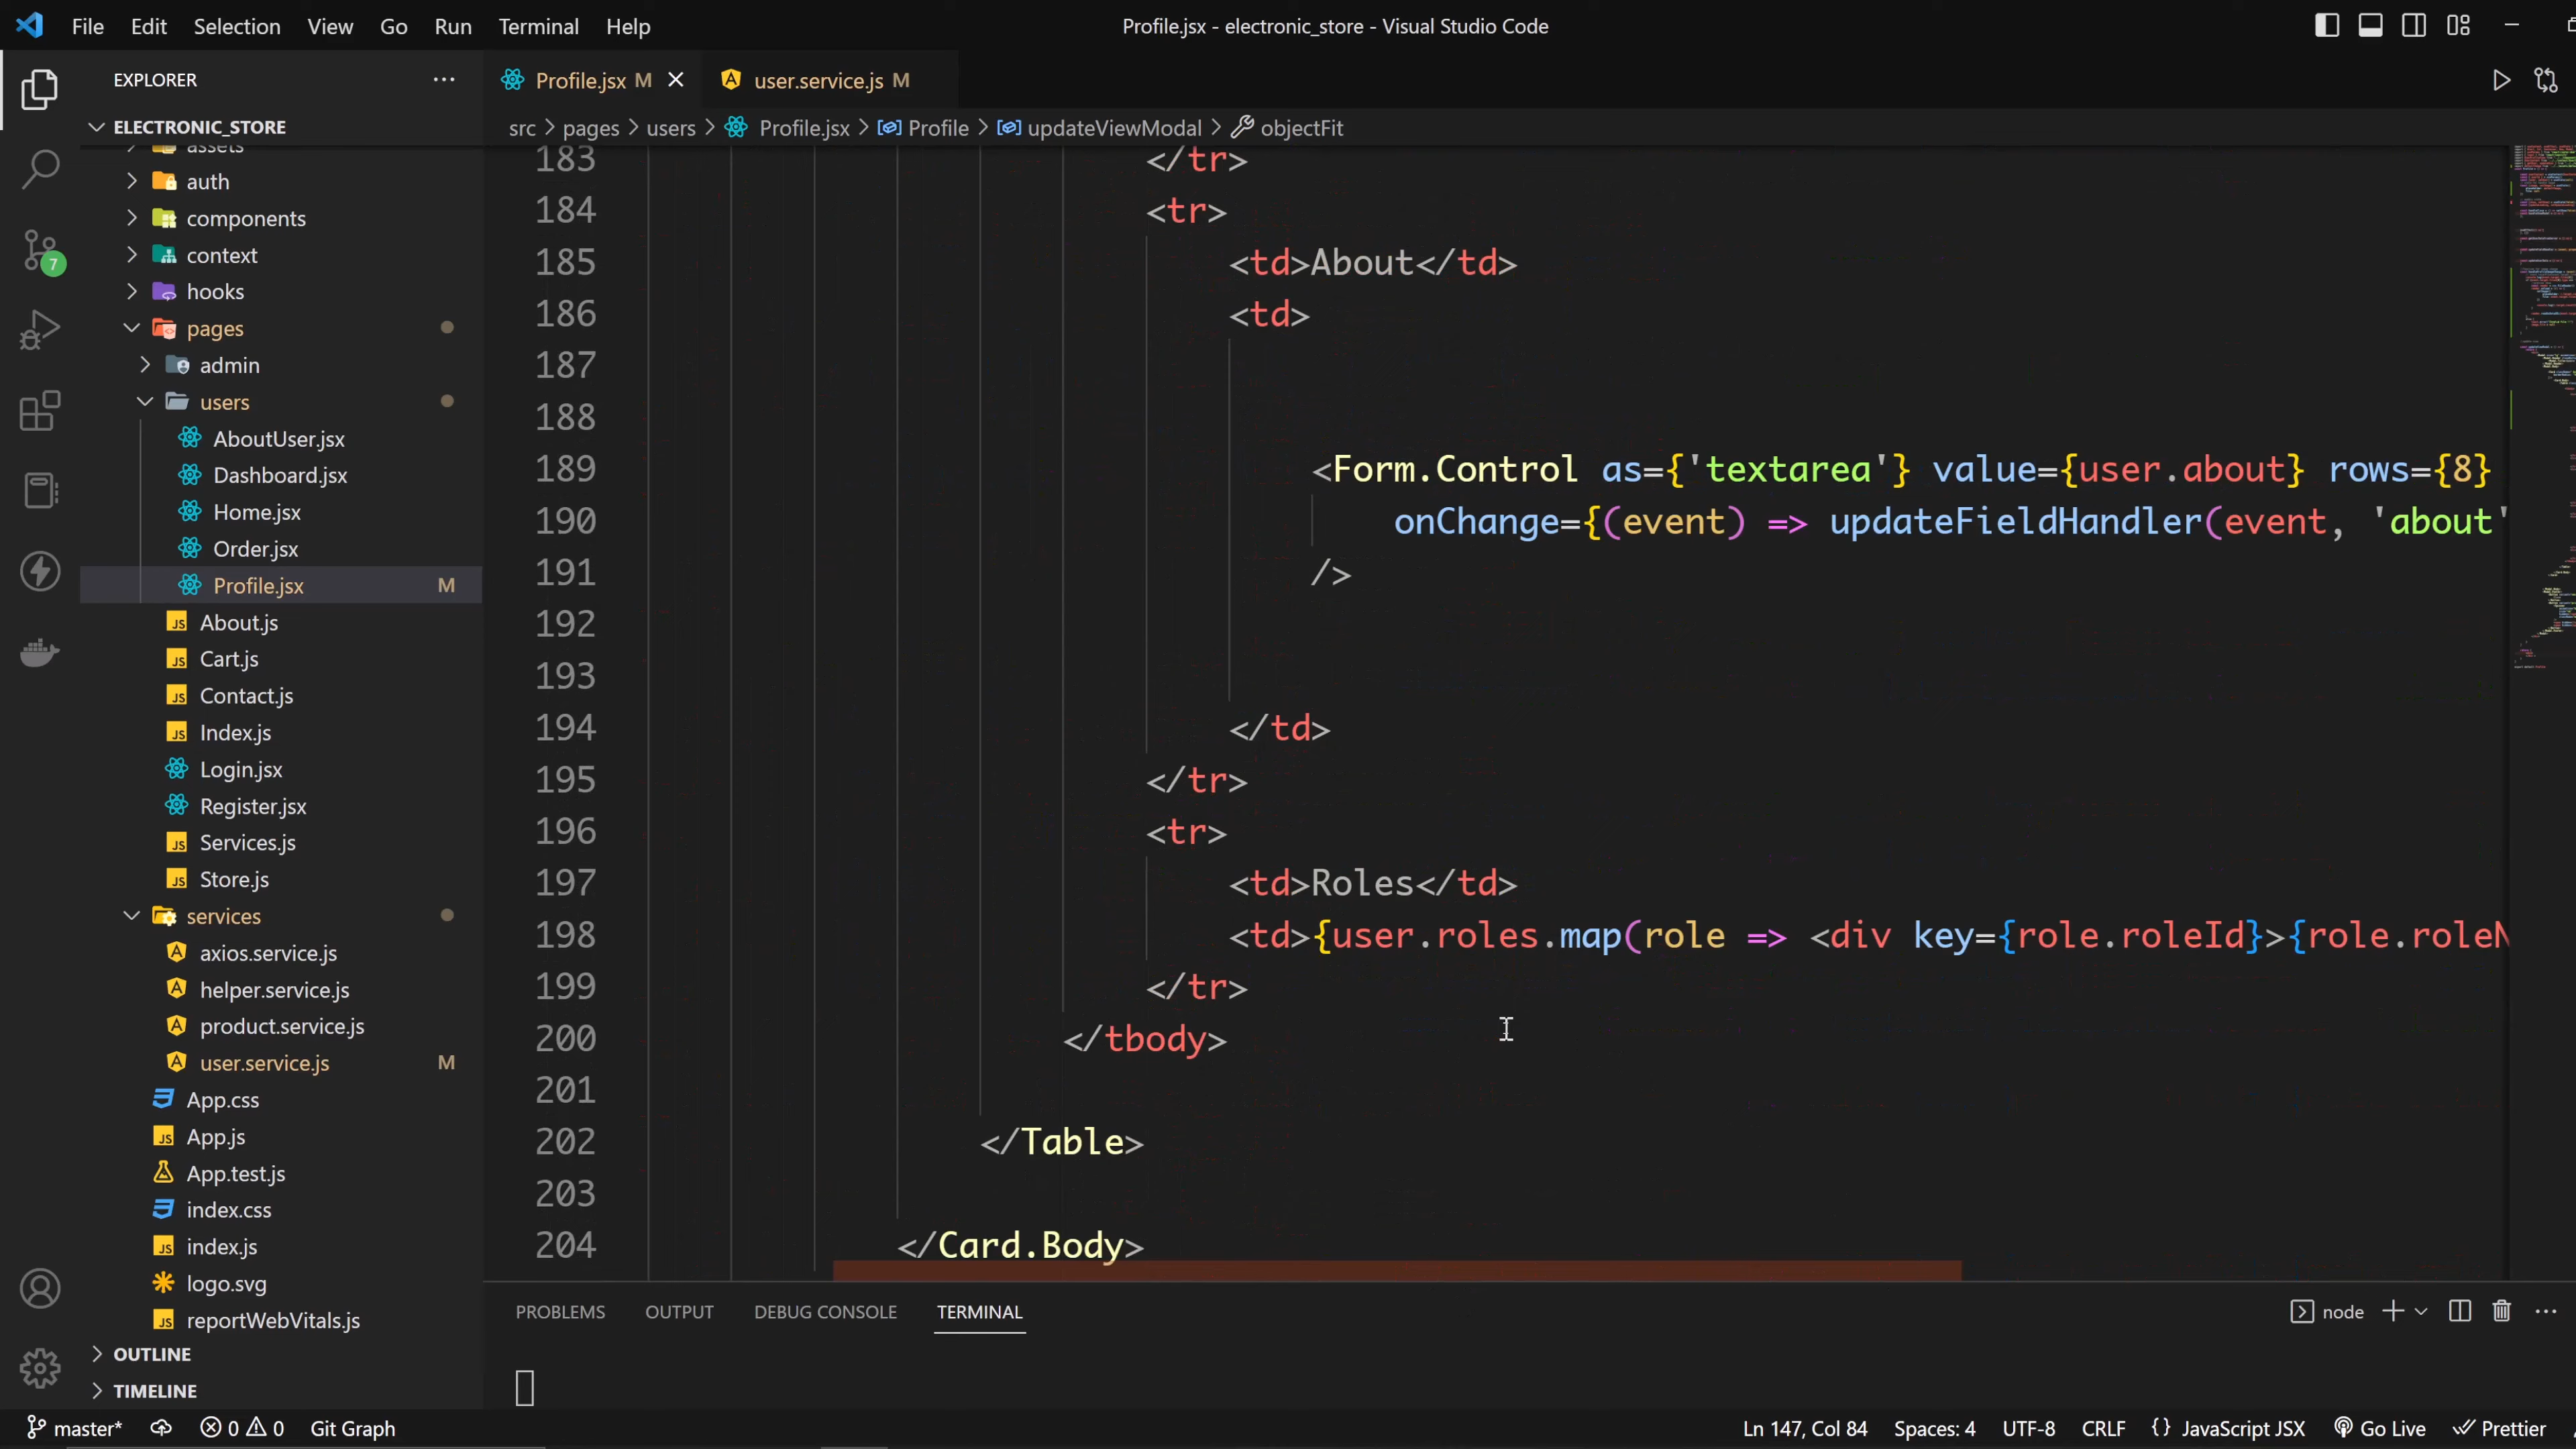 File Edit Selection View Go Run Terminal Help
Profile.jsx - electronic_store - Visual Studio Code
EXPLORER
ELECTRONIC_STORE
assets
auth
components
context
hooks
pages
admin
users
AboutUser.jsx
Dashboard.jsx
Home.jsx
Order.jsx
Profile.jsx M
About.js
Cart.js
Contact.js
Index.js
Login.jsx
Register.jsx
Services.js
Store.js
services
axios.service.js
helper.service.js
product.service.js
user.service.js M
App.css
App.js
App.test.js
index.css
index.js
logo.svg
reportWebVitals.js
OUTLINE
TIMELINE
7
Profile.jsx M user.service.js M
src > pages > users > Profile.jsx > Profile > updateViewModal > objectFit
183 </tr>
184 <tr>
185 <td>About</td>
186 <td>
187
188
189 <Form.Control as={'textarea'} value={user.about} rows={8}
190 onChange={(event) => updateFieldHandler(event, 'about'
191 />
192
193
194 </td>
195 </tr>
196 <tr>
197 <td>Roles</td>
198 <td>{user.roles.map(role => <div key={role.roleId}>{role.roleN
199 </tr>
200 </tbody>
201
202 </Table>
203
204 </Card.Body>
PROBLEMS OUTPUT DEBUG CONSOLE TERMINAL
node
master* 0 0 Git Graph
Ln 147, Col 84 Spaces: 4 UTF-8 CRLF {} JavaScript JSX Go Live Prettier